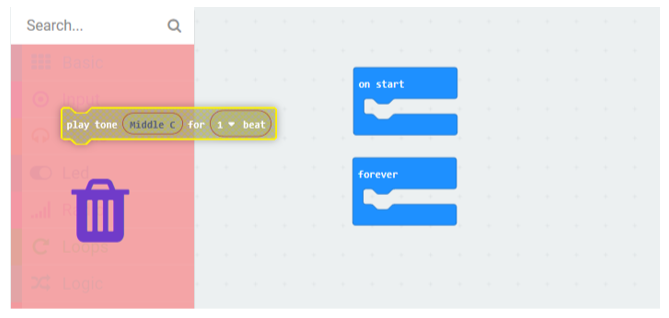 Search...
Basic
Input
play tone Middle C for 1 beat
Led
Loops
Logic
on start
forever